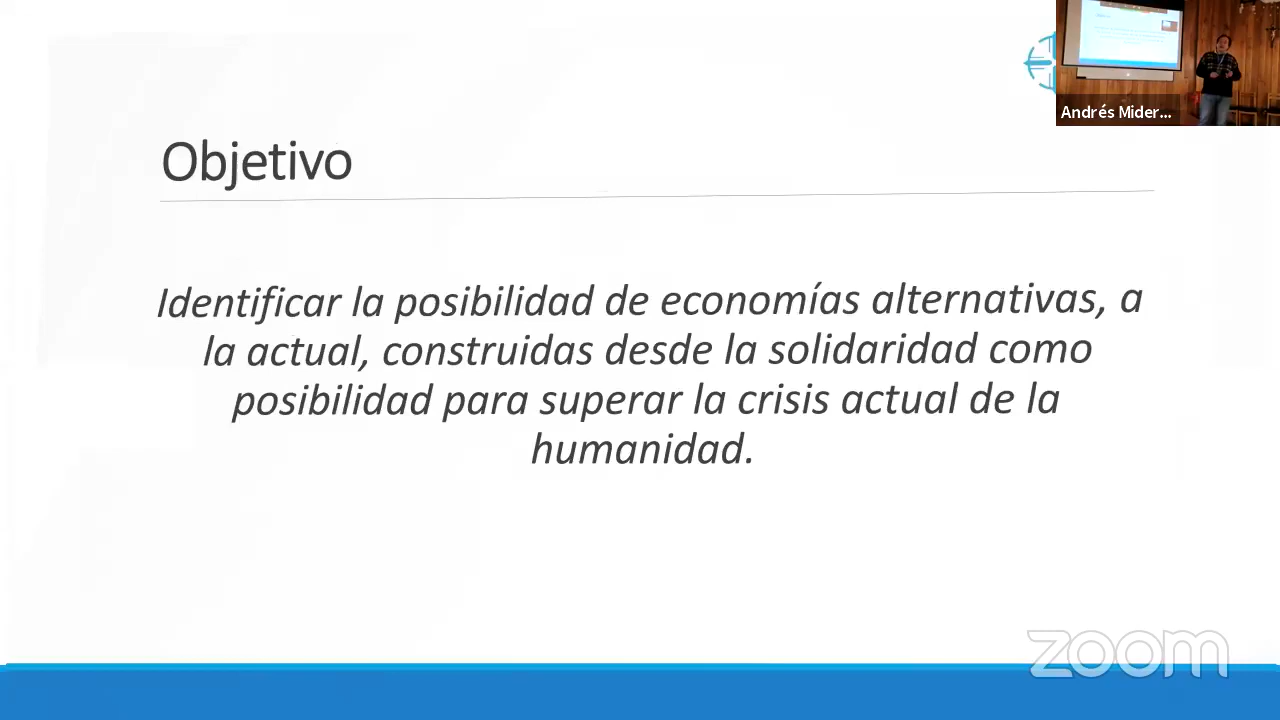 Andrés Mider...
Objetivo
Identificar la posibilidad de economías alternativas, a
la actual, construidas desde la solidaridad como
posibilidad para superar la crisis actual de la
humanidad.
zoom